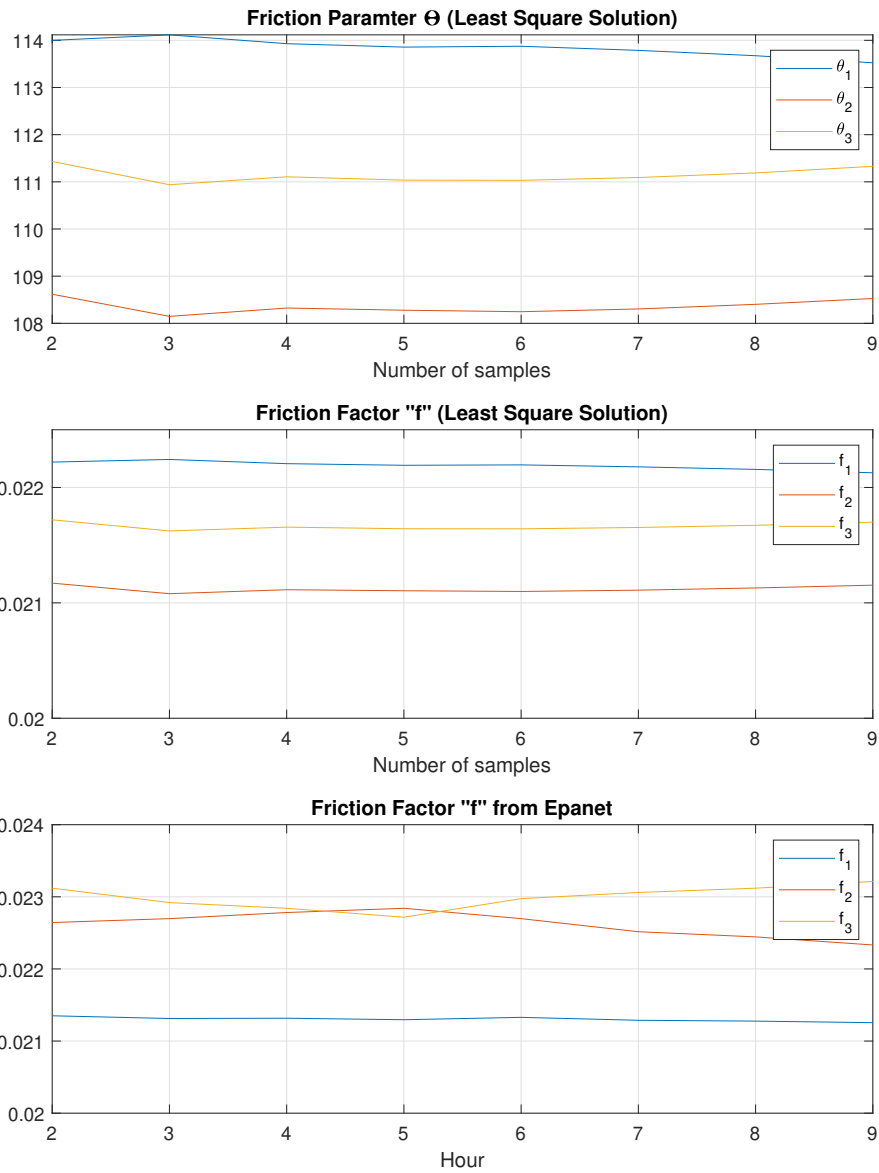 Friction Paramter Θ (Least Square Solution)
114
113
112
111
110
109
108
θ1
θ2
θ3
2 3 4 5 6 7 8 9
Number of samples
Friction Factor "f" (Least Square Solution)
0.022
0.021
0.02
f1
f2
f3
2 3 4 5 6 7 8 9
Number of samples
Friction Factor "f" from Epanet
0.024
0.023
0.022
0.021
0.02
f1
f2
f3
2 3 4 5 6 7 8 9
Hour